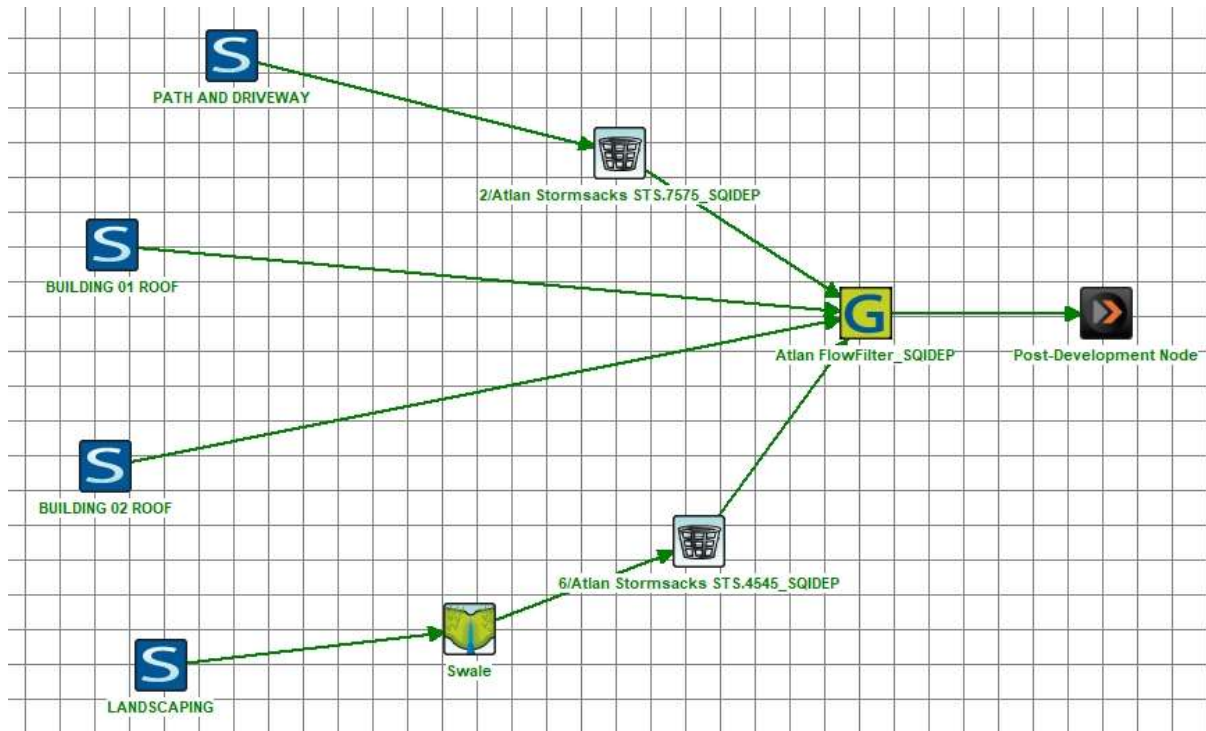 S
PATH AND DRIVEWAY
2/Atlan Stormsacks STS.7575_SQIDEP
S
BUILDING 01 ROOF
G
Atlan FlowFilter_SQIDEP
Post-Development Node
S
BUILDING 02 ROOF
6/Atlan Stormsacks STS.4545_SQIDEP
Swale
S
LANDSCAPING